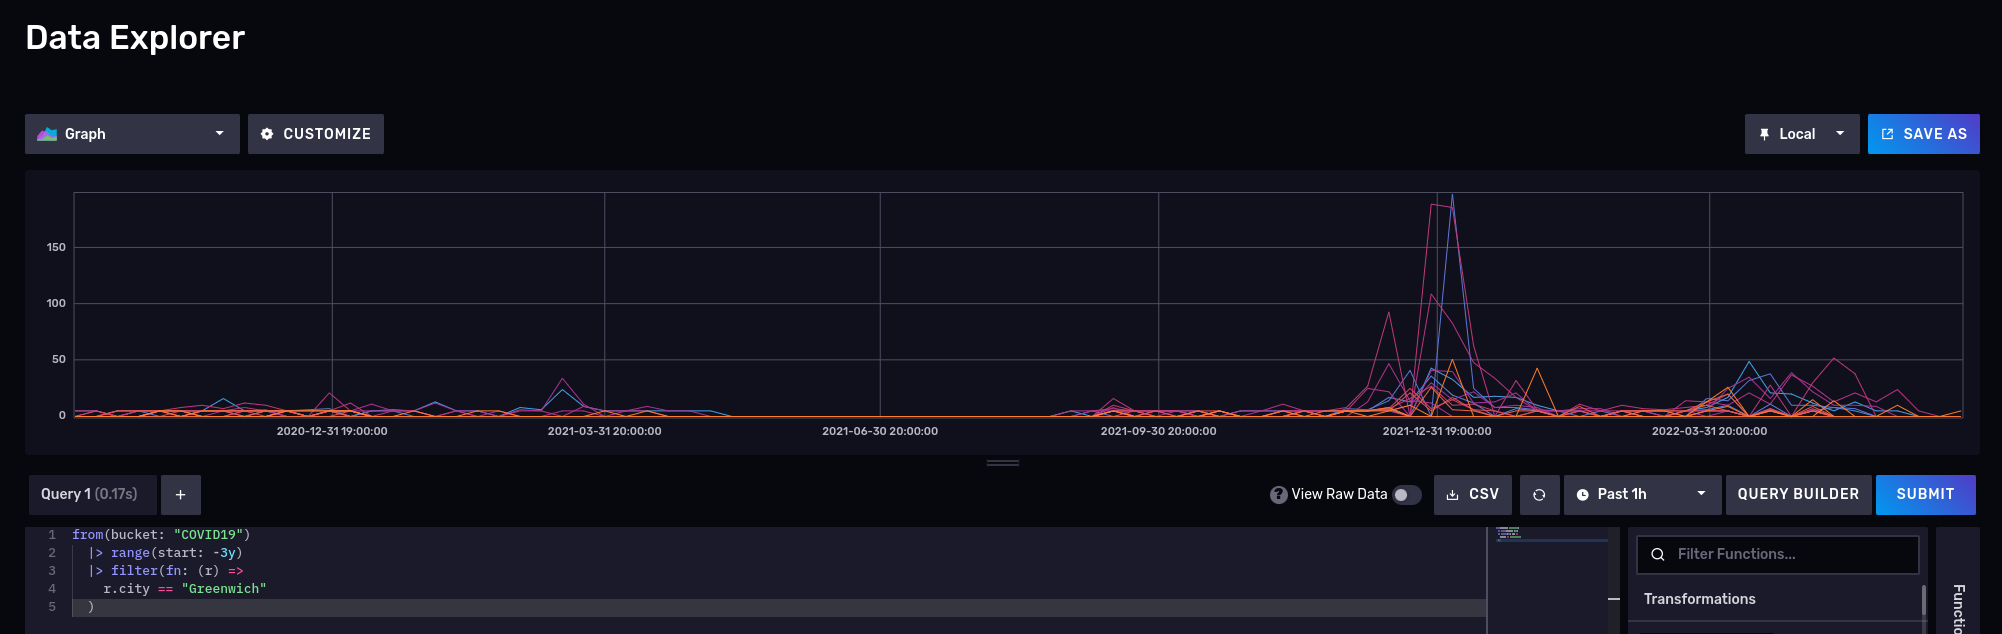 Data Explorer
Graph
CUSTOMIZE
Local
SAVE AS
150
100
50
0
2020-12-31 19:00:00
2021-03-31 20:00:00
2021-06-30 20:00:00
2021-09-30 20:00:00
2021-12-31 19:00:00
2022-03-31 20:00:00
Query 1 (0.17s)
+
? View Raw Data
CSV
Past 1h
QUERY BUILDER
SUBMIT
1 from(bucket: "COVID19")
2 |> range(start: -3y)
3 |> filter(fn: (r) =>
4 r.city == "Greenwich"
5 )
Filter Functions...
Transformations